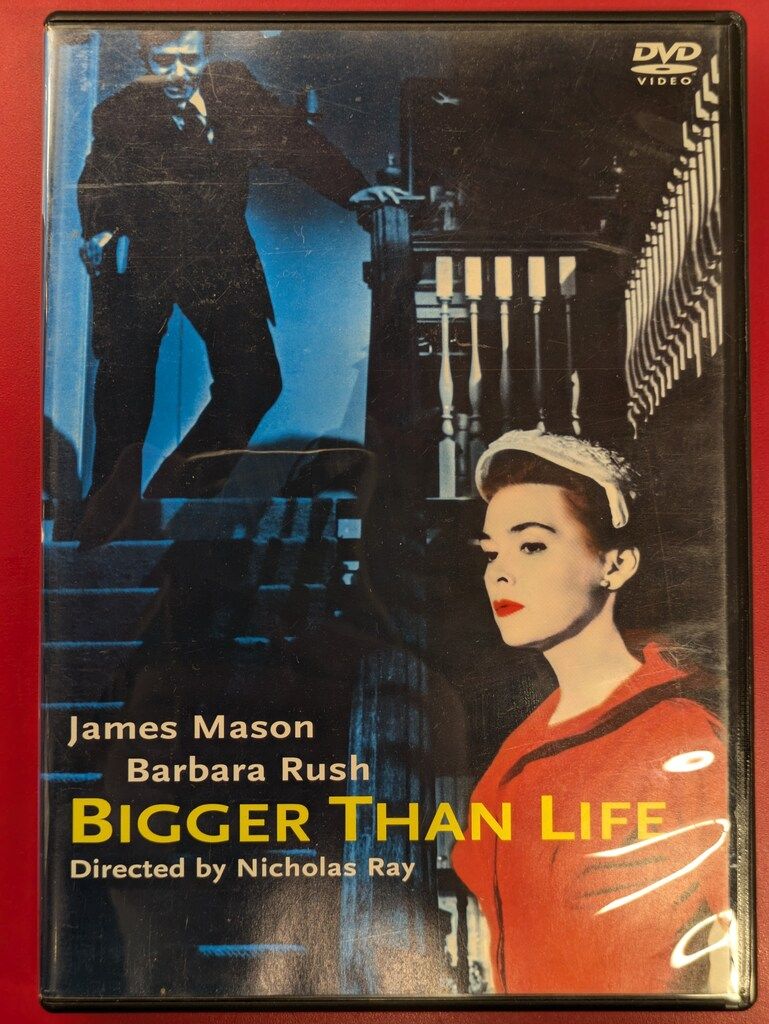 DVD
VIDEO
James Mason
Barbara Rush
BIGGER THAN LIFE
Directed by Nicholas Ray